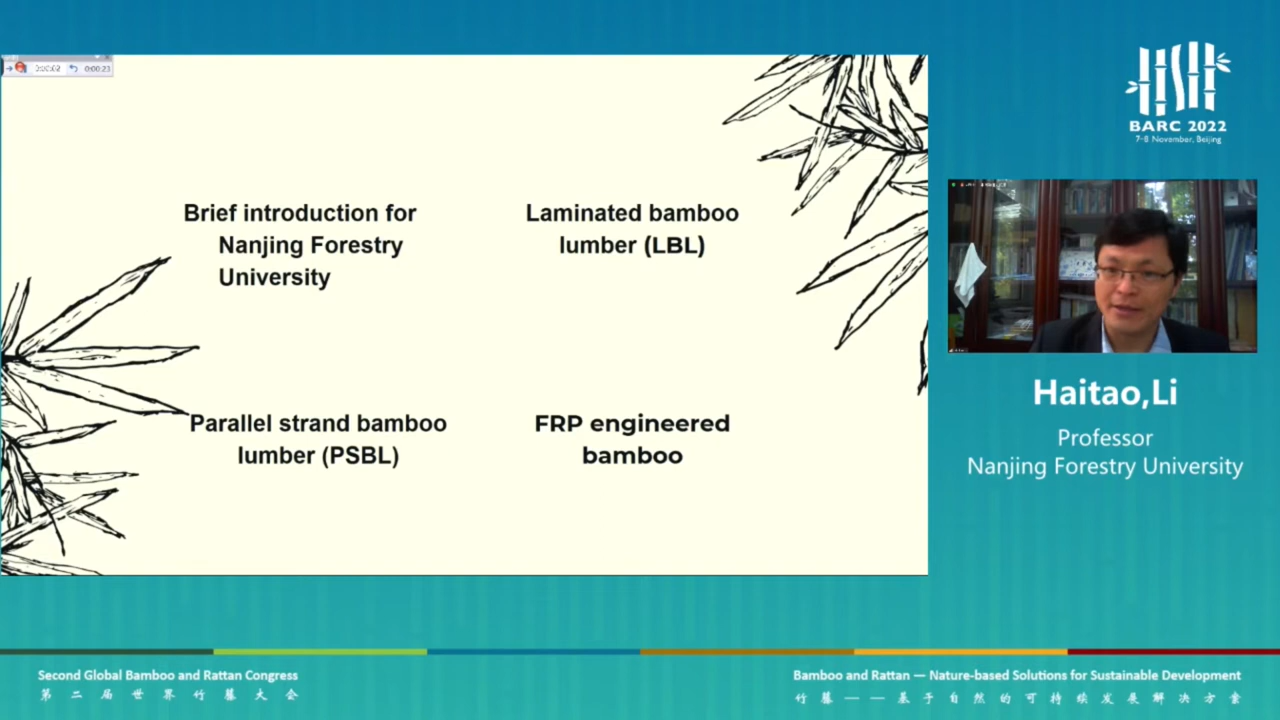 0:00:23
BARC 2022
7-8 November, Beijing
Brief introduction for
Nanjing Forestry
University
Laminated bamboo
lumber (LBL)
Parallel strand bamboo
lumber (PSBL)
FRP engineered
bamboo
Haitao,Li
Professor
Nanjing Forestry University
Second Global Bamboo and Rattan Congress
第二届世界竹藤大会
Bamboo and Rattan — Nature-based Solutions for Sustainable Development
竹藤——基于自然的可持续发展解决方案